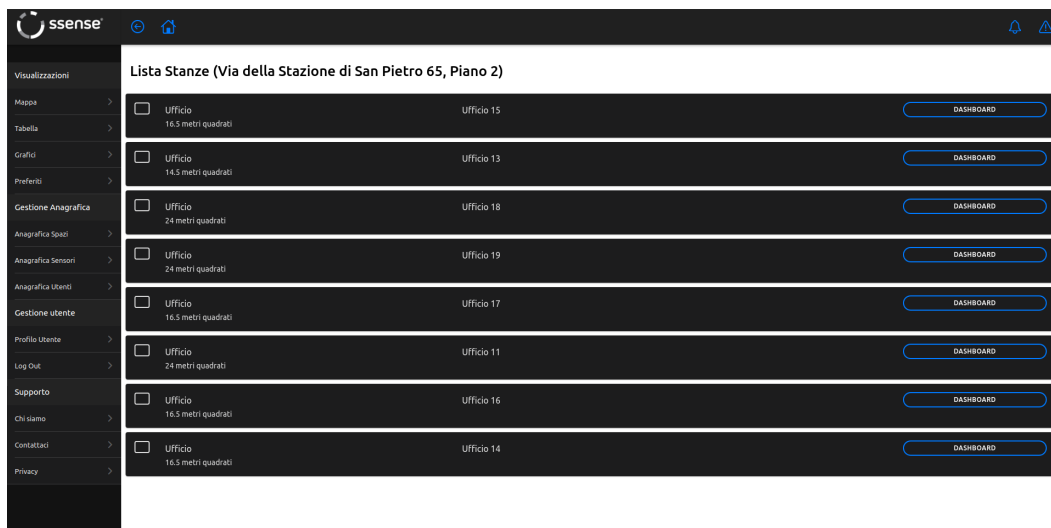 ssense
Lista Stanze (Via della Stazione di San Pietro 65, Piano 2)
Visualizzazioni
Mappa
Tabella
Grafici
Preferiti
Gestione Anagrafica
Anagrafica Spazi
Anagrafica Sensori
Anagrafica Utenti
Gestione utente
Profilo Utente
Log Out
Supporto
Chi siamo
Contattaci
Privacy
Ufficio Ufficio 15 DASHBOARD
16.5 metri quadrati
Ufficio Ufficio 13 DASHBOARD
14.5 metri quadrati
Ufficio Ufficio 18 DASHBOARD
24 metri quadrati
Ufficio Ufficio 19 DASHBOARD
24 metri quadrati
Ufficio Ufficio 17 DASHBOARD
16.5 metri quadrati
Ufficio Ufficio 11 DASHBOARD
24 metri quadrati
Ufficio Ufficio 16 DASHBOARD
16.5 metri quadrati
Ufficio Ufficio 14 DASHBOARD
16.5 metri quadrati